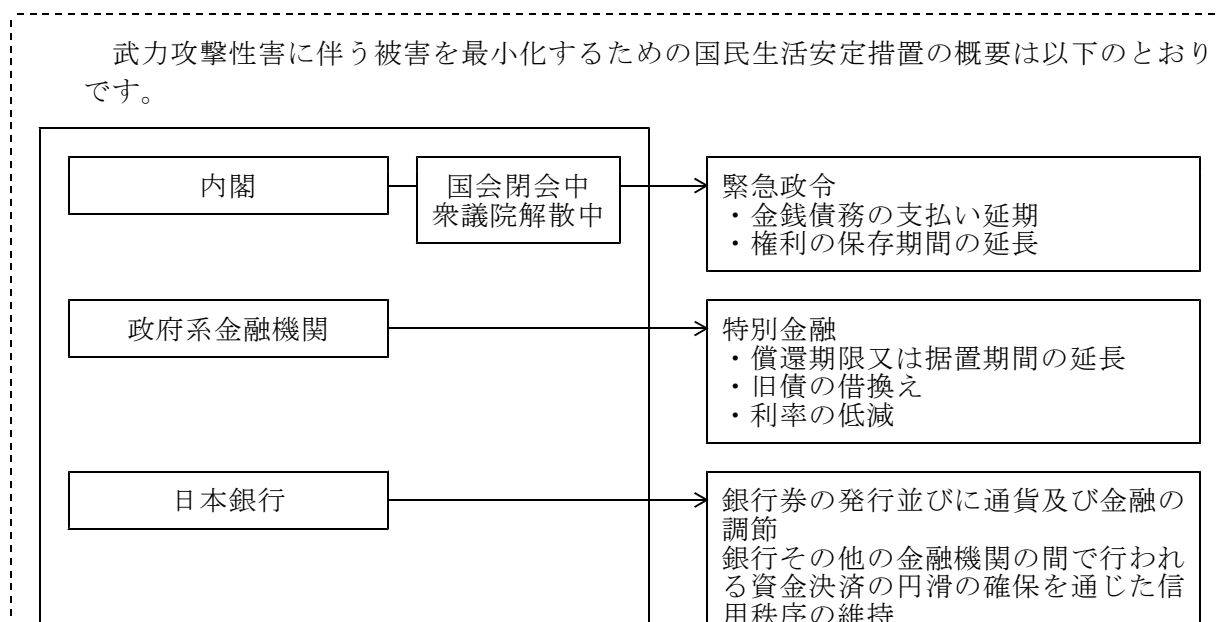 武力攻撃性害に伴う被害を最小化するための国民生活安定措置の概要は以下のとおり
です。
内閣
国会閉会中
衆議院解散中
緊急政令
・金銭債務の支払い延期
・権利の保存期間の延長
政府系金融機関
特別金融
・償還期限又は据置期間の延長
・旧債の借換え
・利率の低減
日本銀行
銀行券の発行並びに通貨及び金融の
調節
銀行その他の金融機関の間で行われ
る資金決済の円滑の確保を通じた信
用秩序の維持